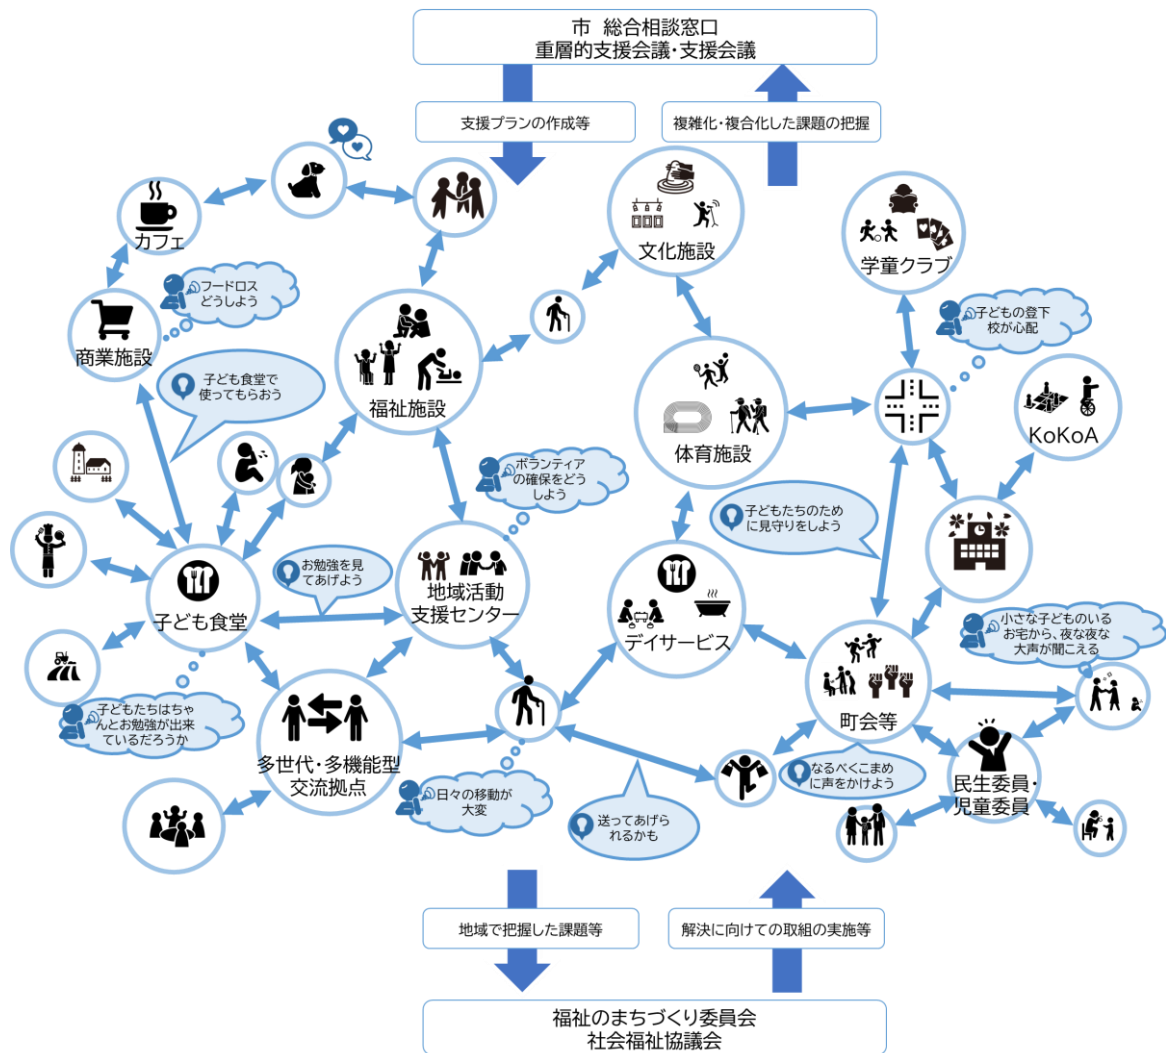 市 総合相談窓口
重層的支援会議・支援会議
支援プランの作成等
複雑化・複合化した課題の把握
カフェ
文化施設
学童クラブ
フードロス
どうしよう
子どもの登下
校が心配
商業施設
子ども食堂で
使ってもらおう
福祉施設
体育施設
KoKoA
ボランティア
の確保をどう
しよう
子どもたちのため
に見守りをしよう
お勉強を見
てあげよう
子ども食堂
地域活動
支援センター
デイサービス
小さな子どものいる
お宅から、夜な夜な
大声が聞こえる
子どもたちはちゃ
んとお勉強が出来
ているだろうか
町会等
多世代・多機能型
交流拠点
日々の移動が
大変
送ってあげら
れるかも
なるべくこまめ
に声をかけよう
民生委員・
児童委員
地域で把握した課題等
解決に向けての取組の実施等
福祉のまちづくり委員会
社会福祉協議会